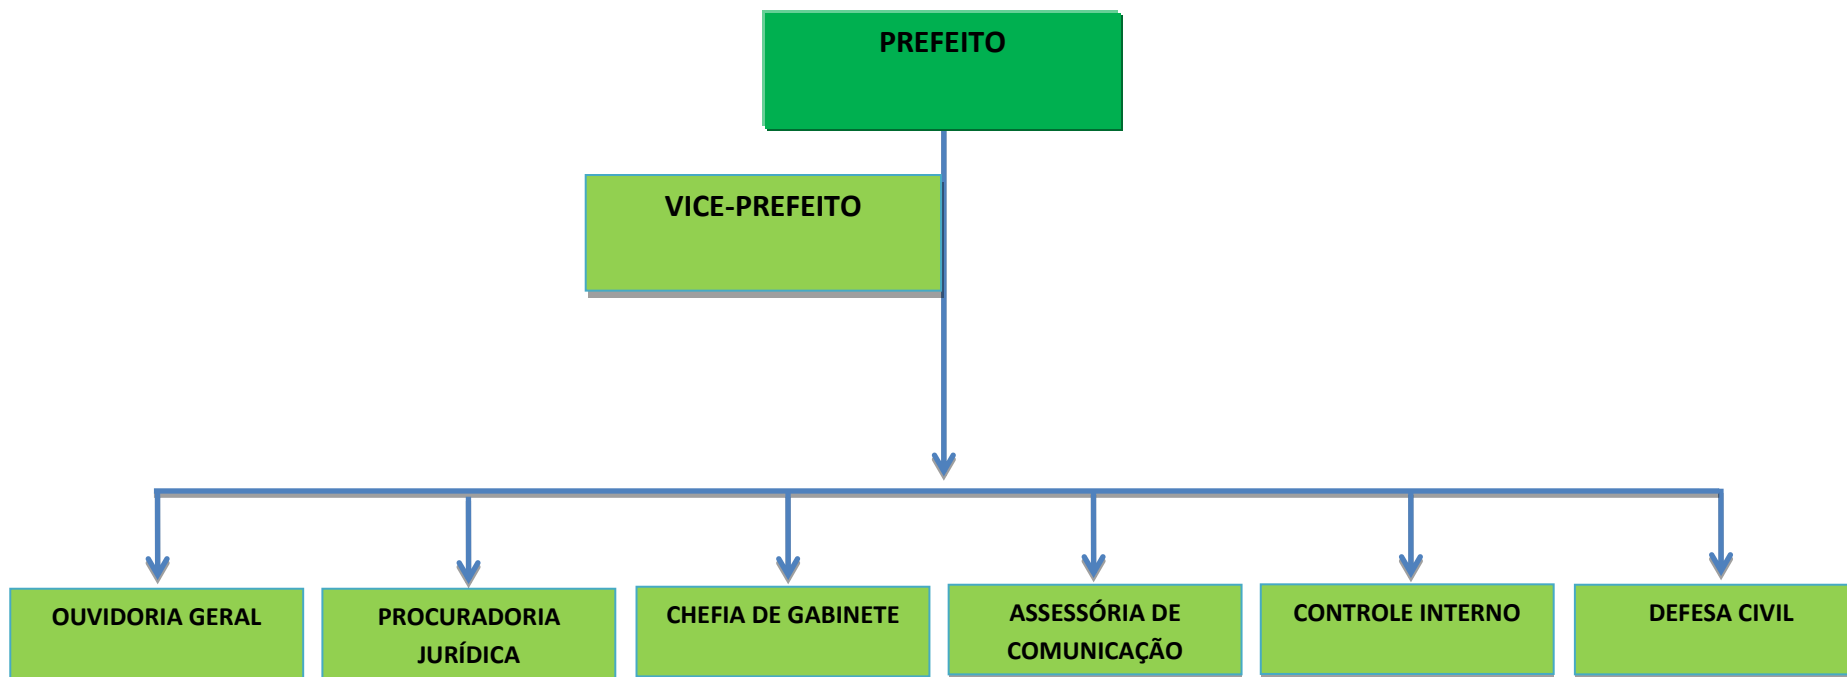 PREFEITO
VICE-PREFEITO
OUVIDORIA GERAL
PROCURADORIA
JURÍDICA
CHEFIA DE GABINETE
ASSESSÓRIA DE
COMUNICAÇÃO
CONTROLE INTERNO
DEFESA CIVIL